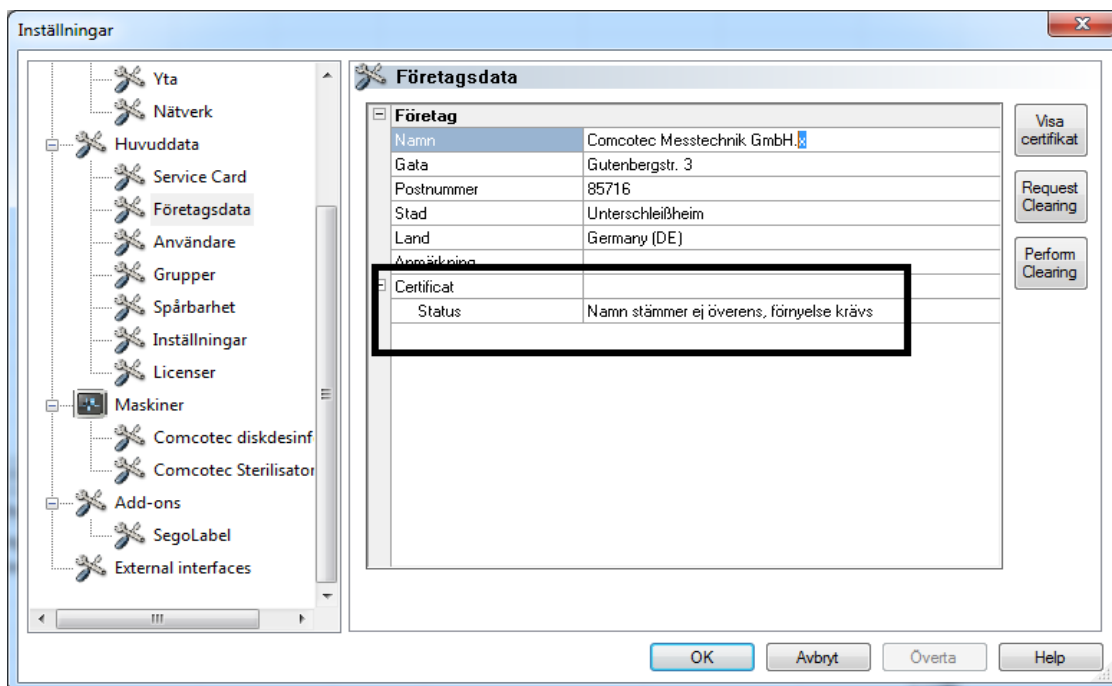 Inställningar
x
Yta
Nätverk
Huvuddata
Service Card
Företagsdata
Användare
Grupper
Spårbarhet
Inställningar
Licenser
Maskiner
Comcotec diskdesinf
Comcotec Sterilisator
Add-ons
SegoLabel
External interfaces
Företagsdata
Företag
Namn Comcotec Messtechnik GmbH.x
Gata Gutenbergstr. 3
Postnummer 85716
Stad Unterschleißheim
Land Germany (DE)
Anmärkning
Certificat
Status Namn stämmer ej överens, förnyelse krävs
Visa
certifikat
Request
Clearing
Perform
Clearing
OK Avbryt Överta Help